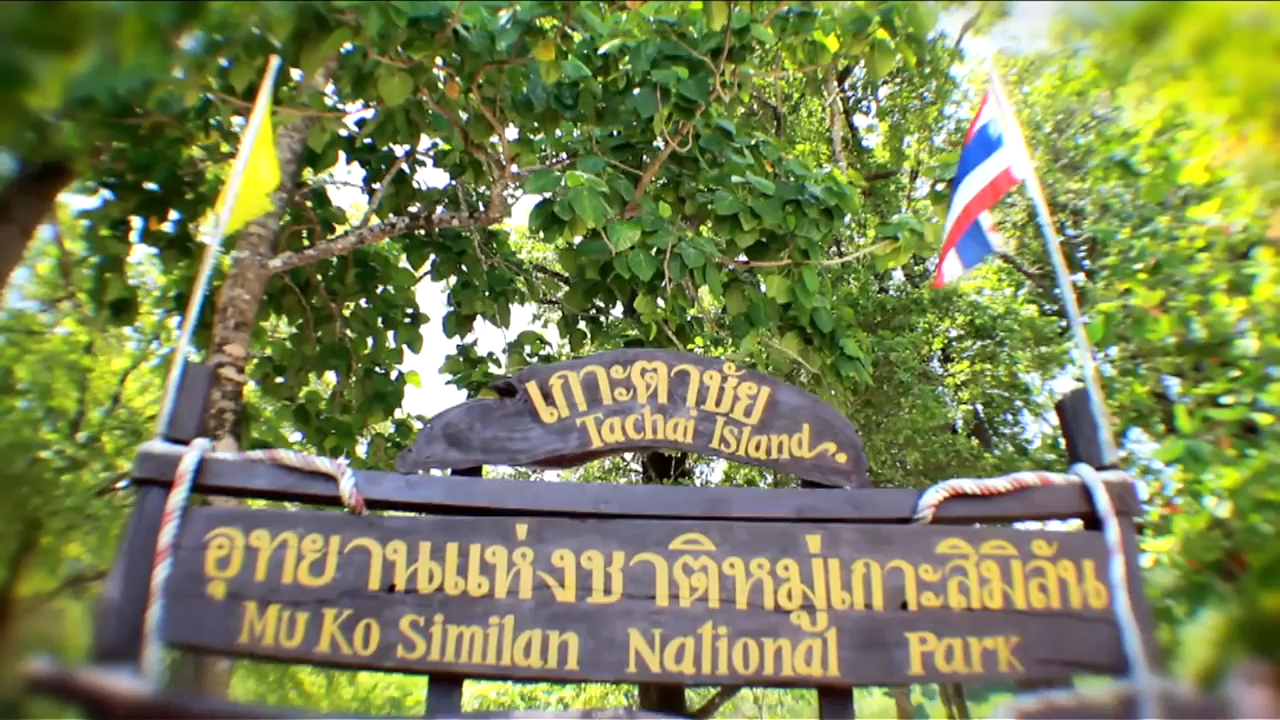 เกาะตาชัย
Tachai Island
อุทยานแห่งชาติหมู่เกาะสิมิลัน
Mu Ko Similan National Park